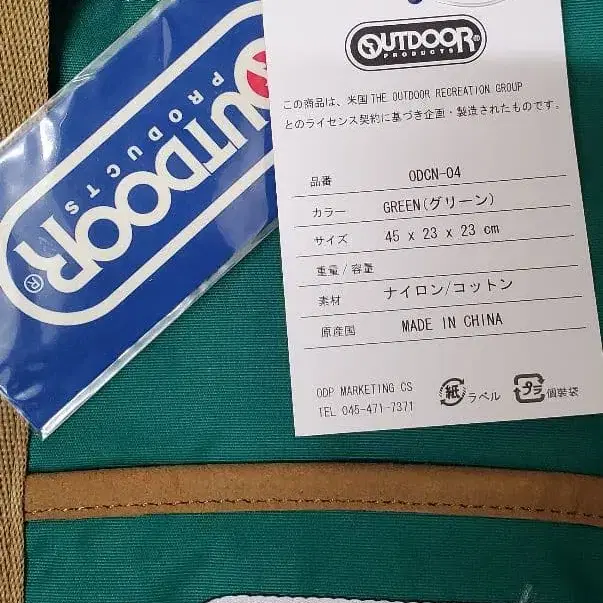 OUTDOOR
PRODUCTS
®
OUTDOOR
PRODUCTS
®
この商品は、米国 THE OUTDOOR RECREATION GROUP
とのライセンス契約に基づき企画・製造されたものです。
品番 ODCN-04
カラー GREEN(グリーン)
サイズ 45 x 23 x 23 cm
重量/容量
素材 ナイロン/コットン
原産国 MADE IN CHINA
ODP MARKETING CS
TEL 045-471-7371
紙 ラベル
プラ 個装袋